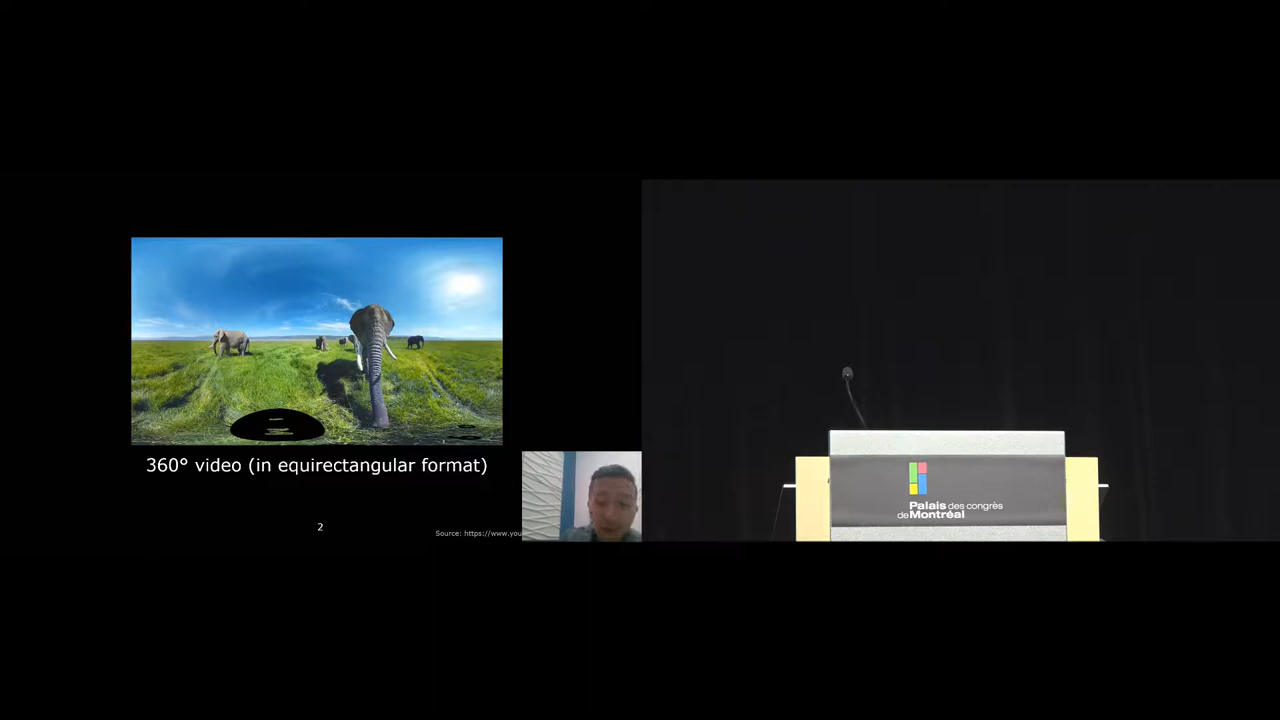 360° video (in equirectangular format)
2
Source: https://www.you
Palais des congrès
de Montréal